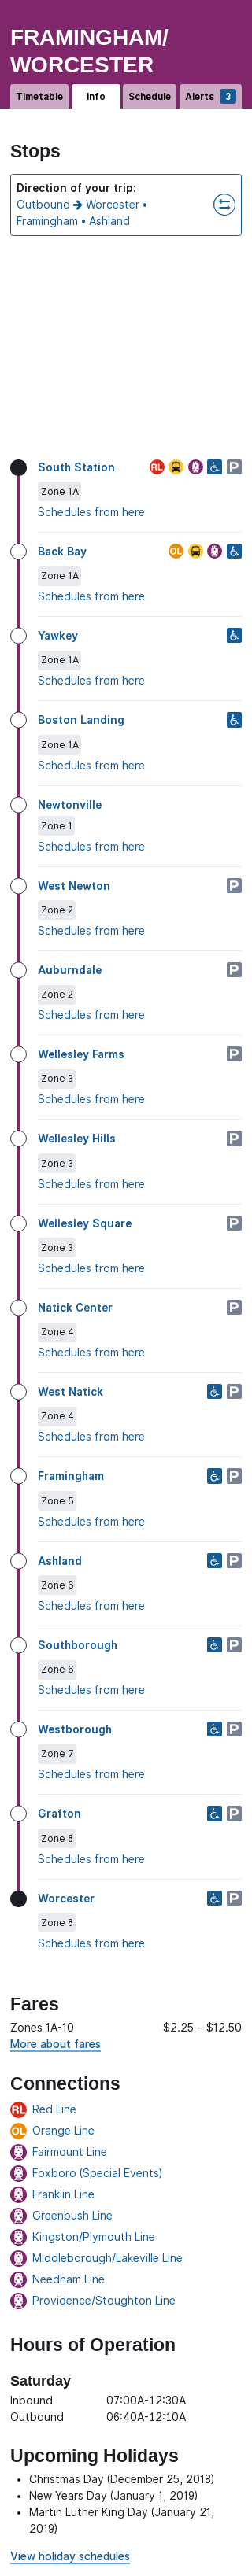 FRAMINGHAM/
WORCESTER
Timetable Info Schedule Alerts 3
Stops
Direction of your trip:
Outbound → Worcester •
Framingham • Ashland
South Station RL P
Zone 1A
Schedules from here
Back Bay OL
Zone 1A
Schedules from here
Yawkey
Zone 1A
Schedules from here
Boston Landing
Zone 1A
Schedules from here
Newtonville
Zone 1
Schedules from here
West Newton P
Zone 2
Schedules from here
Auburndale P
Zone 2
Schedules from here
Wellesley Farms P
Zone 3
Schedules from here
Wellesley Hills P
Zone 3
Schedules from here
Wellesley Square P
Zone 3
Schedules from here
Natick Center P
Zone 4
Schedules from here
West Natick P
Zone 4
Schedules from here
Framingham P
Zone 5
Schedules from here
Ashland P
Zone 6
Schedules from here
Southborough P
Zone 6
Schedules from here
Westborough P
Zone 7
Schedules from here
Grafton P
Zone 8
Schedules from here
Worcester P
Zone 8
Schedules from here
Fares
Zones 1A-10 $2.25 – $12.50
More about fares
Connections
RL Red Line
OL Orange Line
Fairmount Line
Foxboro (Special Events)
Franklin Line
Greenbush Line
Kingston/Plymouth Line
Middleborough/Lakeville Line
Needham Line
Providence/Stoughton Line
Hours of Operation
Saturday
Inbound 07:00A-12:30A
Outbound 06:40A-12:10A
Upcoming Holidays
• Christmas Day (December 25, 2018)
• New Years Day (January 1, 2019)
• Martin Luther King Day (January 21,
2019)
View holiday schedules